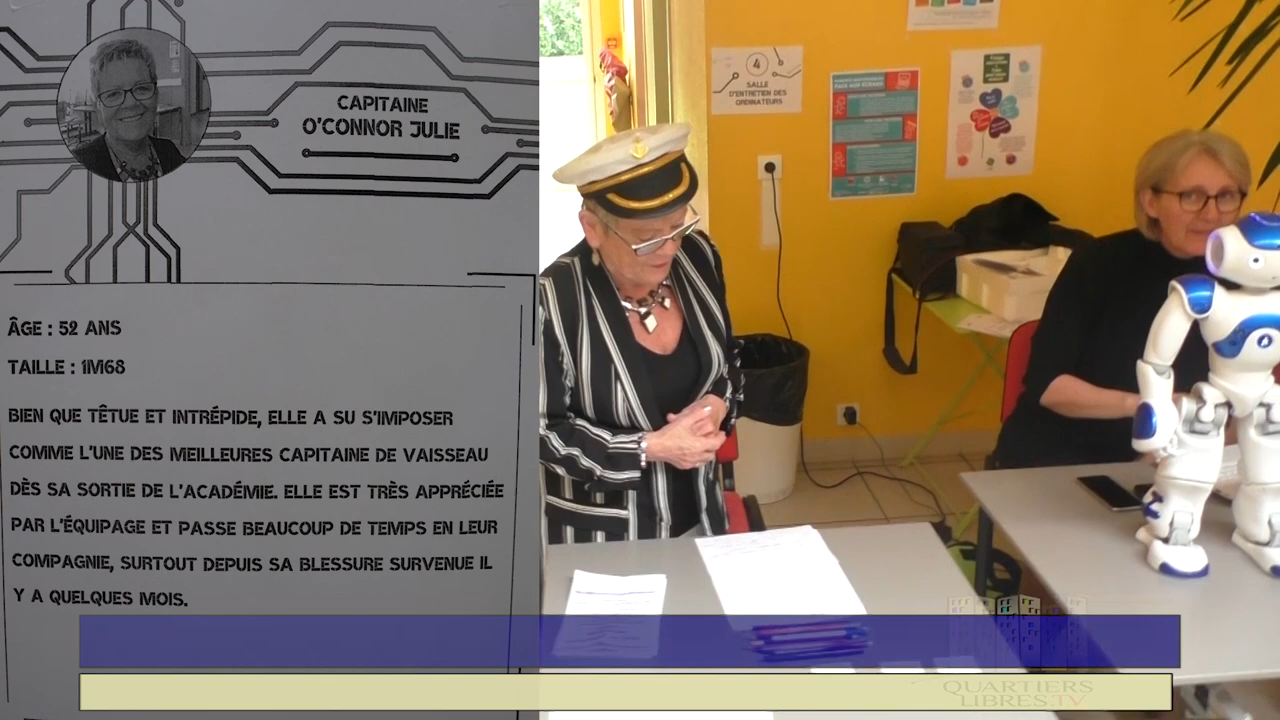 CAPITAINE
O'CONNOR JULIE
ÂGE : 52 ANS
TAILLE : 1M68
BIEN QUE TÊTUE ET INTRÉPIDE, ELLE A SU S'IMPOSER
COMME L'UNE DES MEILLEURES CAPITAINE DE VAISSEAU
DÈS SA SORTIE DE L'ACADÉMIE. ELLE EST TRÈS APPRÉCIÉE
PAR L'ÉQUIPAGE ET PASSE BEAUCOUP DE TEMPS EN LEUR
COMPAGNIE, SURTOUT DEPUIS SA BLESSURE SURVENUE IL
Y A QUELQUES MOIS.
4
SALLE
D'ENTRETIEN DES
ORDINATEURS
QUARTIERS
LIBRES.TV